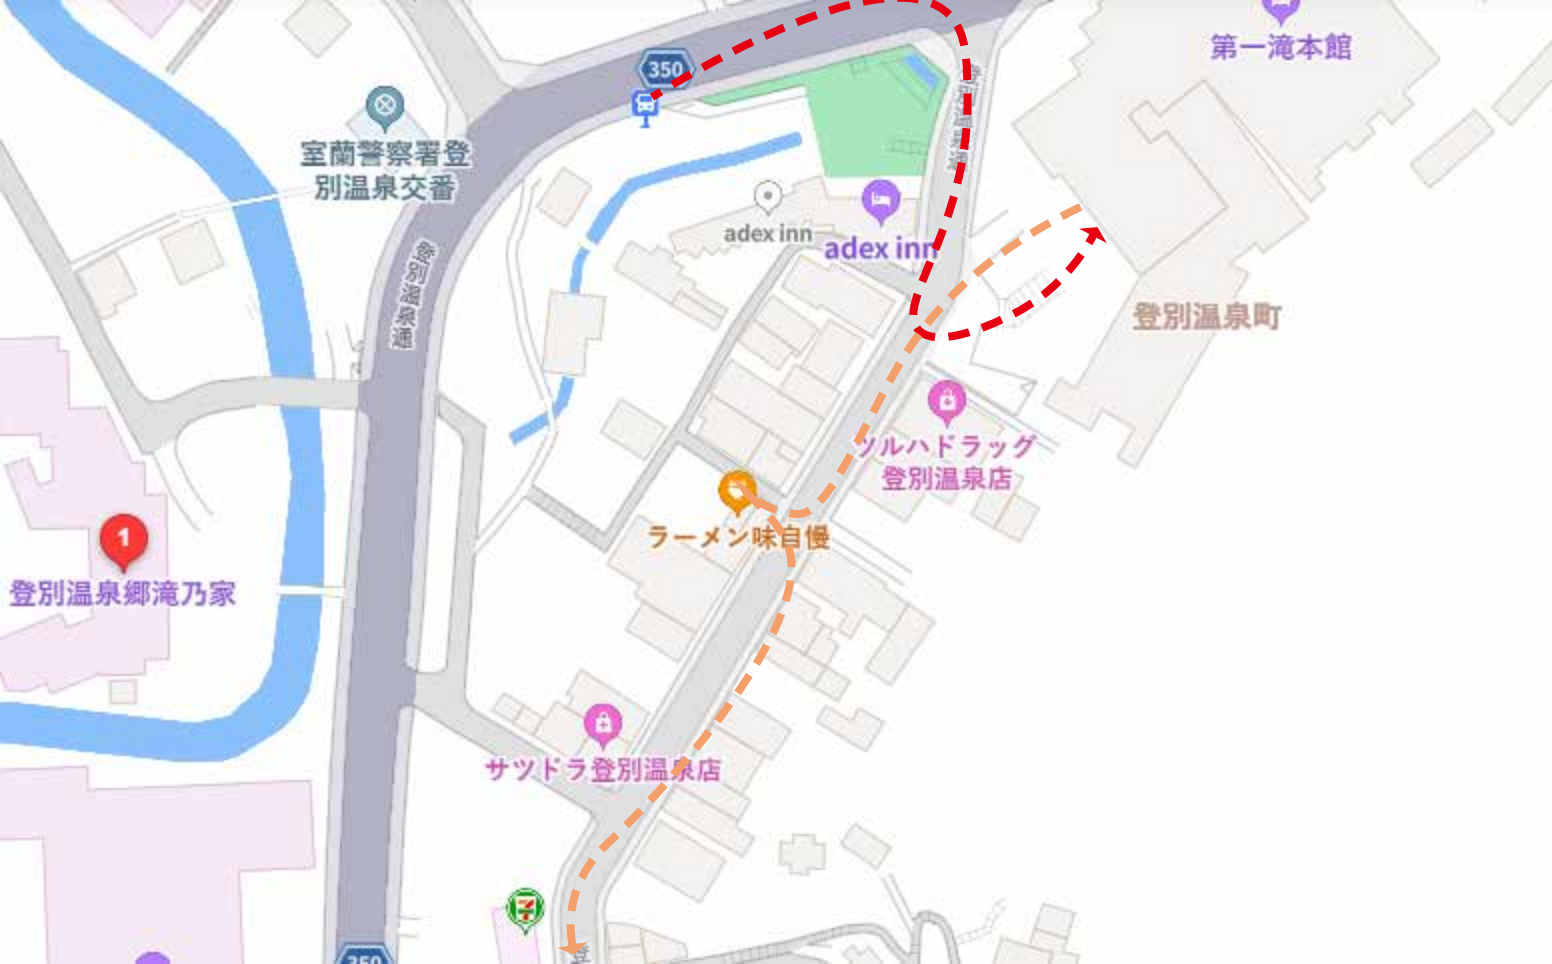 第一滝本館
350
室蘭警察署登
別温泉交番
adex inn
adex inn
登別温泉通
登別温泉町
ツルハドラッグ
登別温泉店
ラーメン味自慢
1
登別温泉郷滝乃家
サツドラ登別温泉店
7
350